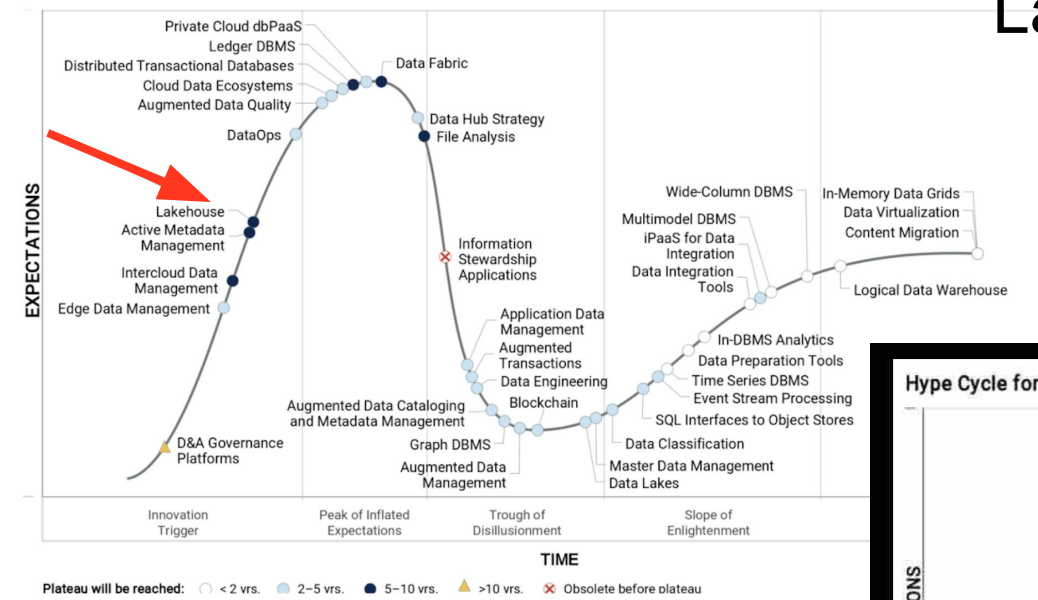 La
Private Cloud dbPaaS
Ledger DBMS
Distributed Transactional Databases
Cloud Data Ecosystems
Augmented Data Quality
DataOps
Data Fabric
Data Hub Strategy
File Analysis
Lakehouse
Active Metadata
Management
Intercloud Data
Management
Edge Data Management
D&A Governance
Platforms
Information
Stewardship
Applications
Application Data
Management
Augmented
Transactions
Data Engineering
Augmented Data Cataloging
and Metadata Management
Blockchain
Graph DBMS
Augmented Data
Management
Wide-Column DBMS
Multimodel DBMS
iPaaS for Data
Integration
Data Integration
Tools
In-Memory Data Grids
Data Virtualization
Content Migration
Logical Data Warehouse
In-DBMS Analytics
Data Preparation Tools
Time Series DBMS
Event Stream Processing
SQL Interfaces to Object Stores
Data Classification
Master Data Management
Data Lakes
EXPECTATIONS
Innovation
Trigger
Peak of Inflated
Expectations
Trough of
Disillusionment
Slope of
Enlightenment
TIME
Plateau will be reached: < 2 yrs. 2–5 yrs. 5–10 yrs. >10 yrs. Obsolete before plateau
Hype Cycle for
ONS